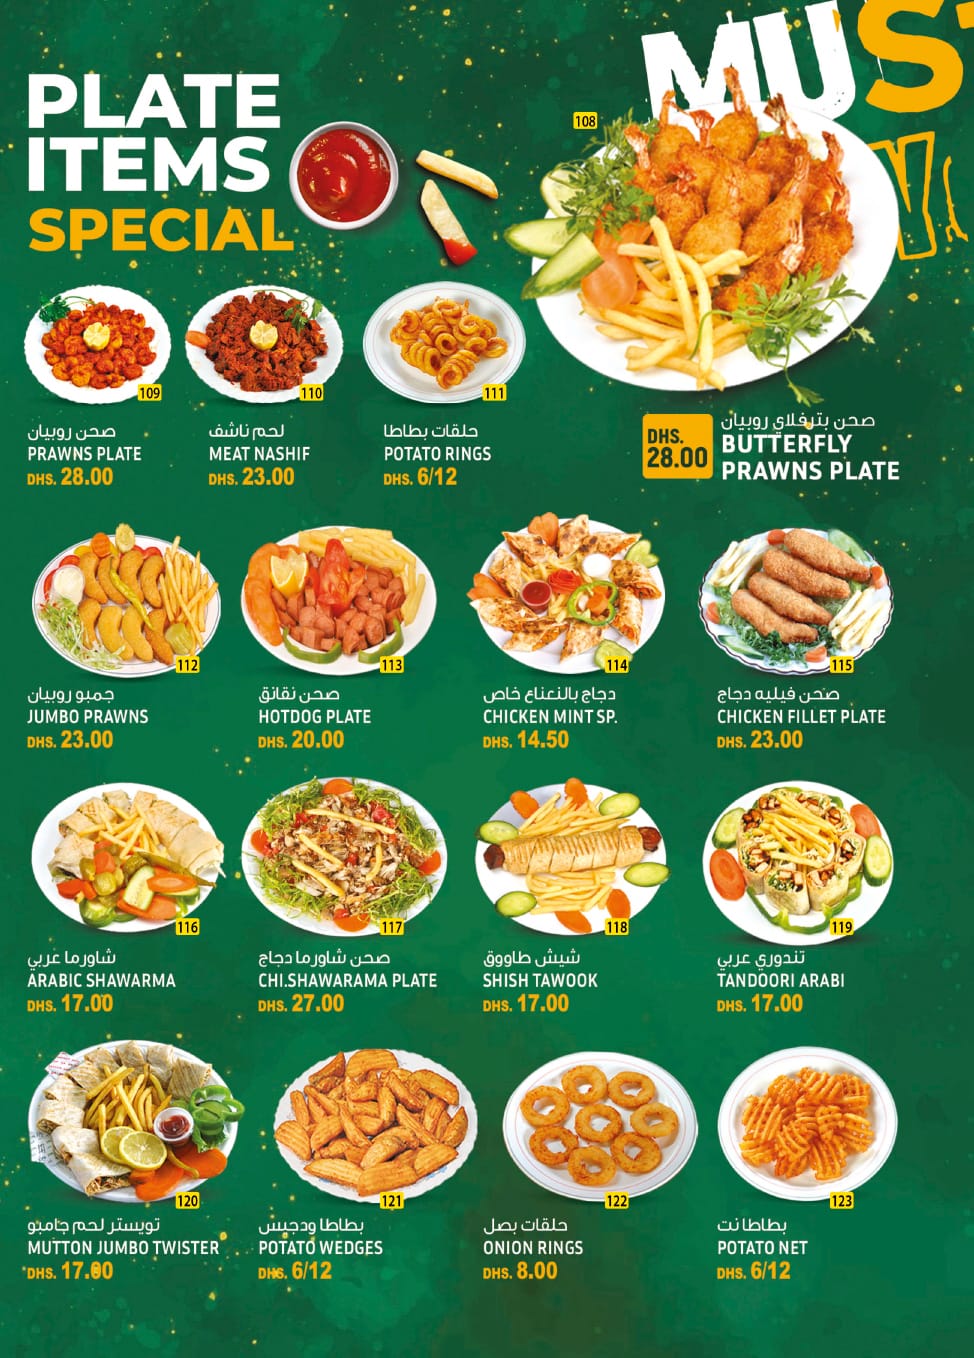 MUS
PLATE
ITEMS
SPECIAL
108
صحن بترفلاي روبيان
BUTTERFLY
PRAWNS PLATE
DHS.
28.00
109
صحن روبيان
PRAWNS PLATE
DHS. 28.00
110
لحم ناشف
MEAT NASHIF
DHS. 23.00
111
حلقات بطاطا
POTATO RINGS
DHS. 6/12
112
جمبو روبيان
JUMBO PRAWNS
DHS. 23.00
113
صحن نقانق
HOTDOG PLATE
DHS. 20.00
114
دجاج بالنعناع خاص
CHICKEN MINT SP.
DHS. 14.50
115
صحن فيليه دجاج
CHICKEN FILLET PLATE
DHS. 23.00
116
شاورما عربي
ARABIC SHAWARMA
DHS. 17.00
117
صحن شاورما دجاج
CHI.SHAWARAMA PLATE
DHS. 27.00
118
شيش طاووق
SHISH TAWOOK
DHS. 17.00
119
تندوري عربي
TANDOORI ARABI
DHS. 17.00
120
تويستر لحم جامبو
MUTTON JUMBO TWISTER
DHS. 17.00
121
بطاطا ودجيس
POTATO WEDGES
DHS. 6/12
122
حلقات بصل
ONION RINGS
DHS. 8.00
123
بطاطا نت
POTATO NET
DHS. 6/12